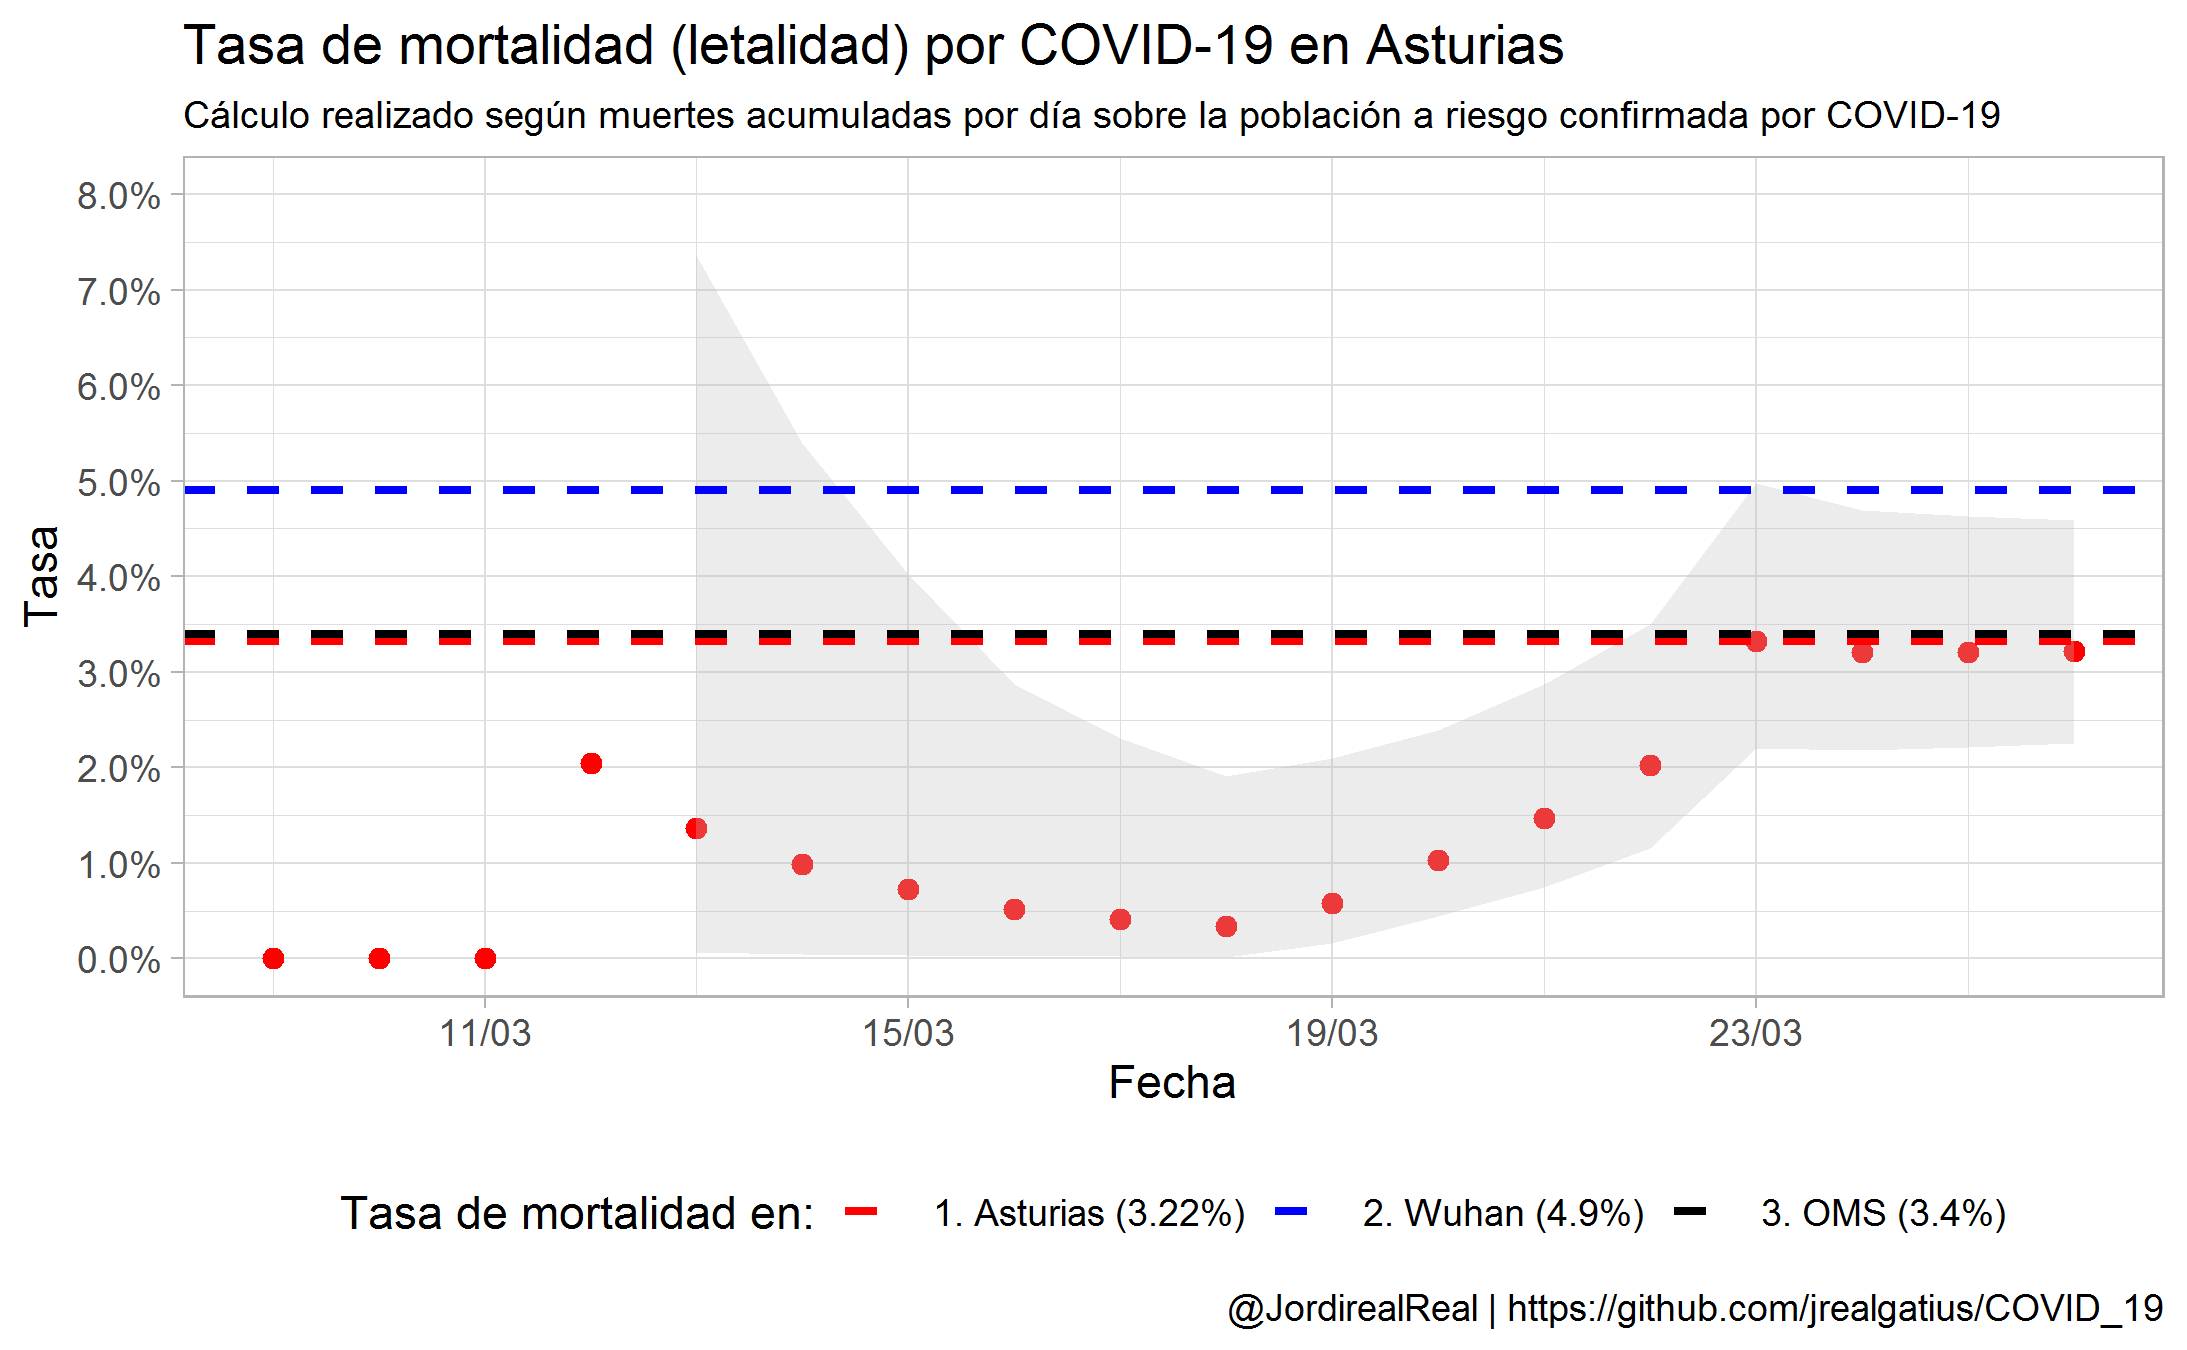 Tasa de mortalidad (letalidad) por COVID-19 en Asturias
Cálculo realizado según muertes acumuladas por día sobre la población a riesgo confirmada por COVID-19
8.0%
7.0%
6.0%
5.0%
4.0%
3.0%
2.0%
1.0%
0.0%
Tasa
11/03 15/03 19/03 23/03
Fecha
Tasa de mortalidad en: 1. Asturias (3.22%) 2. Wuhan (4.9%) 3. OMS (3.4%)
@JordirealReal | https://github.com/jrealgatius/COVID_19